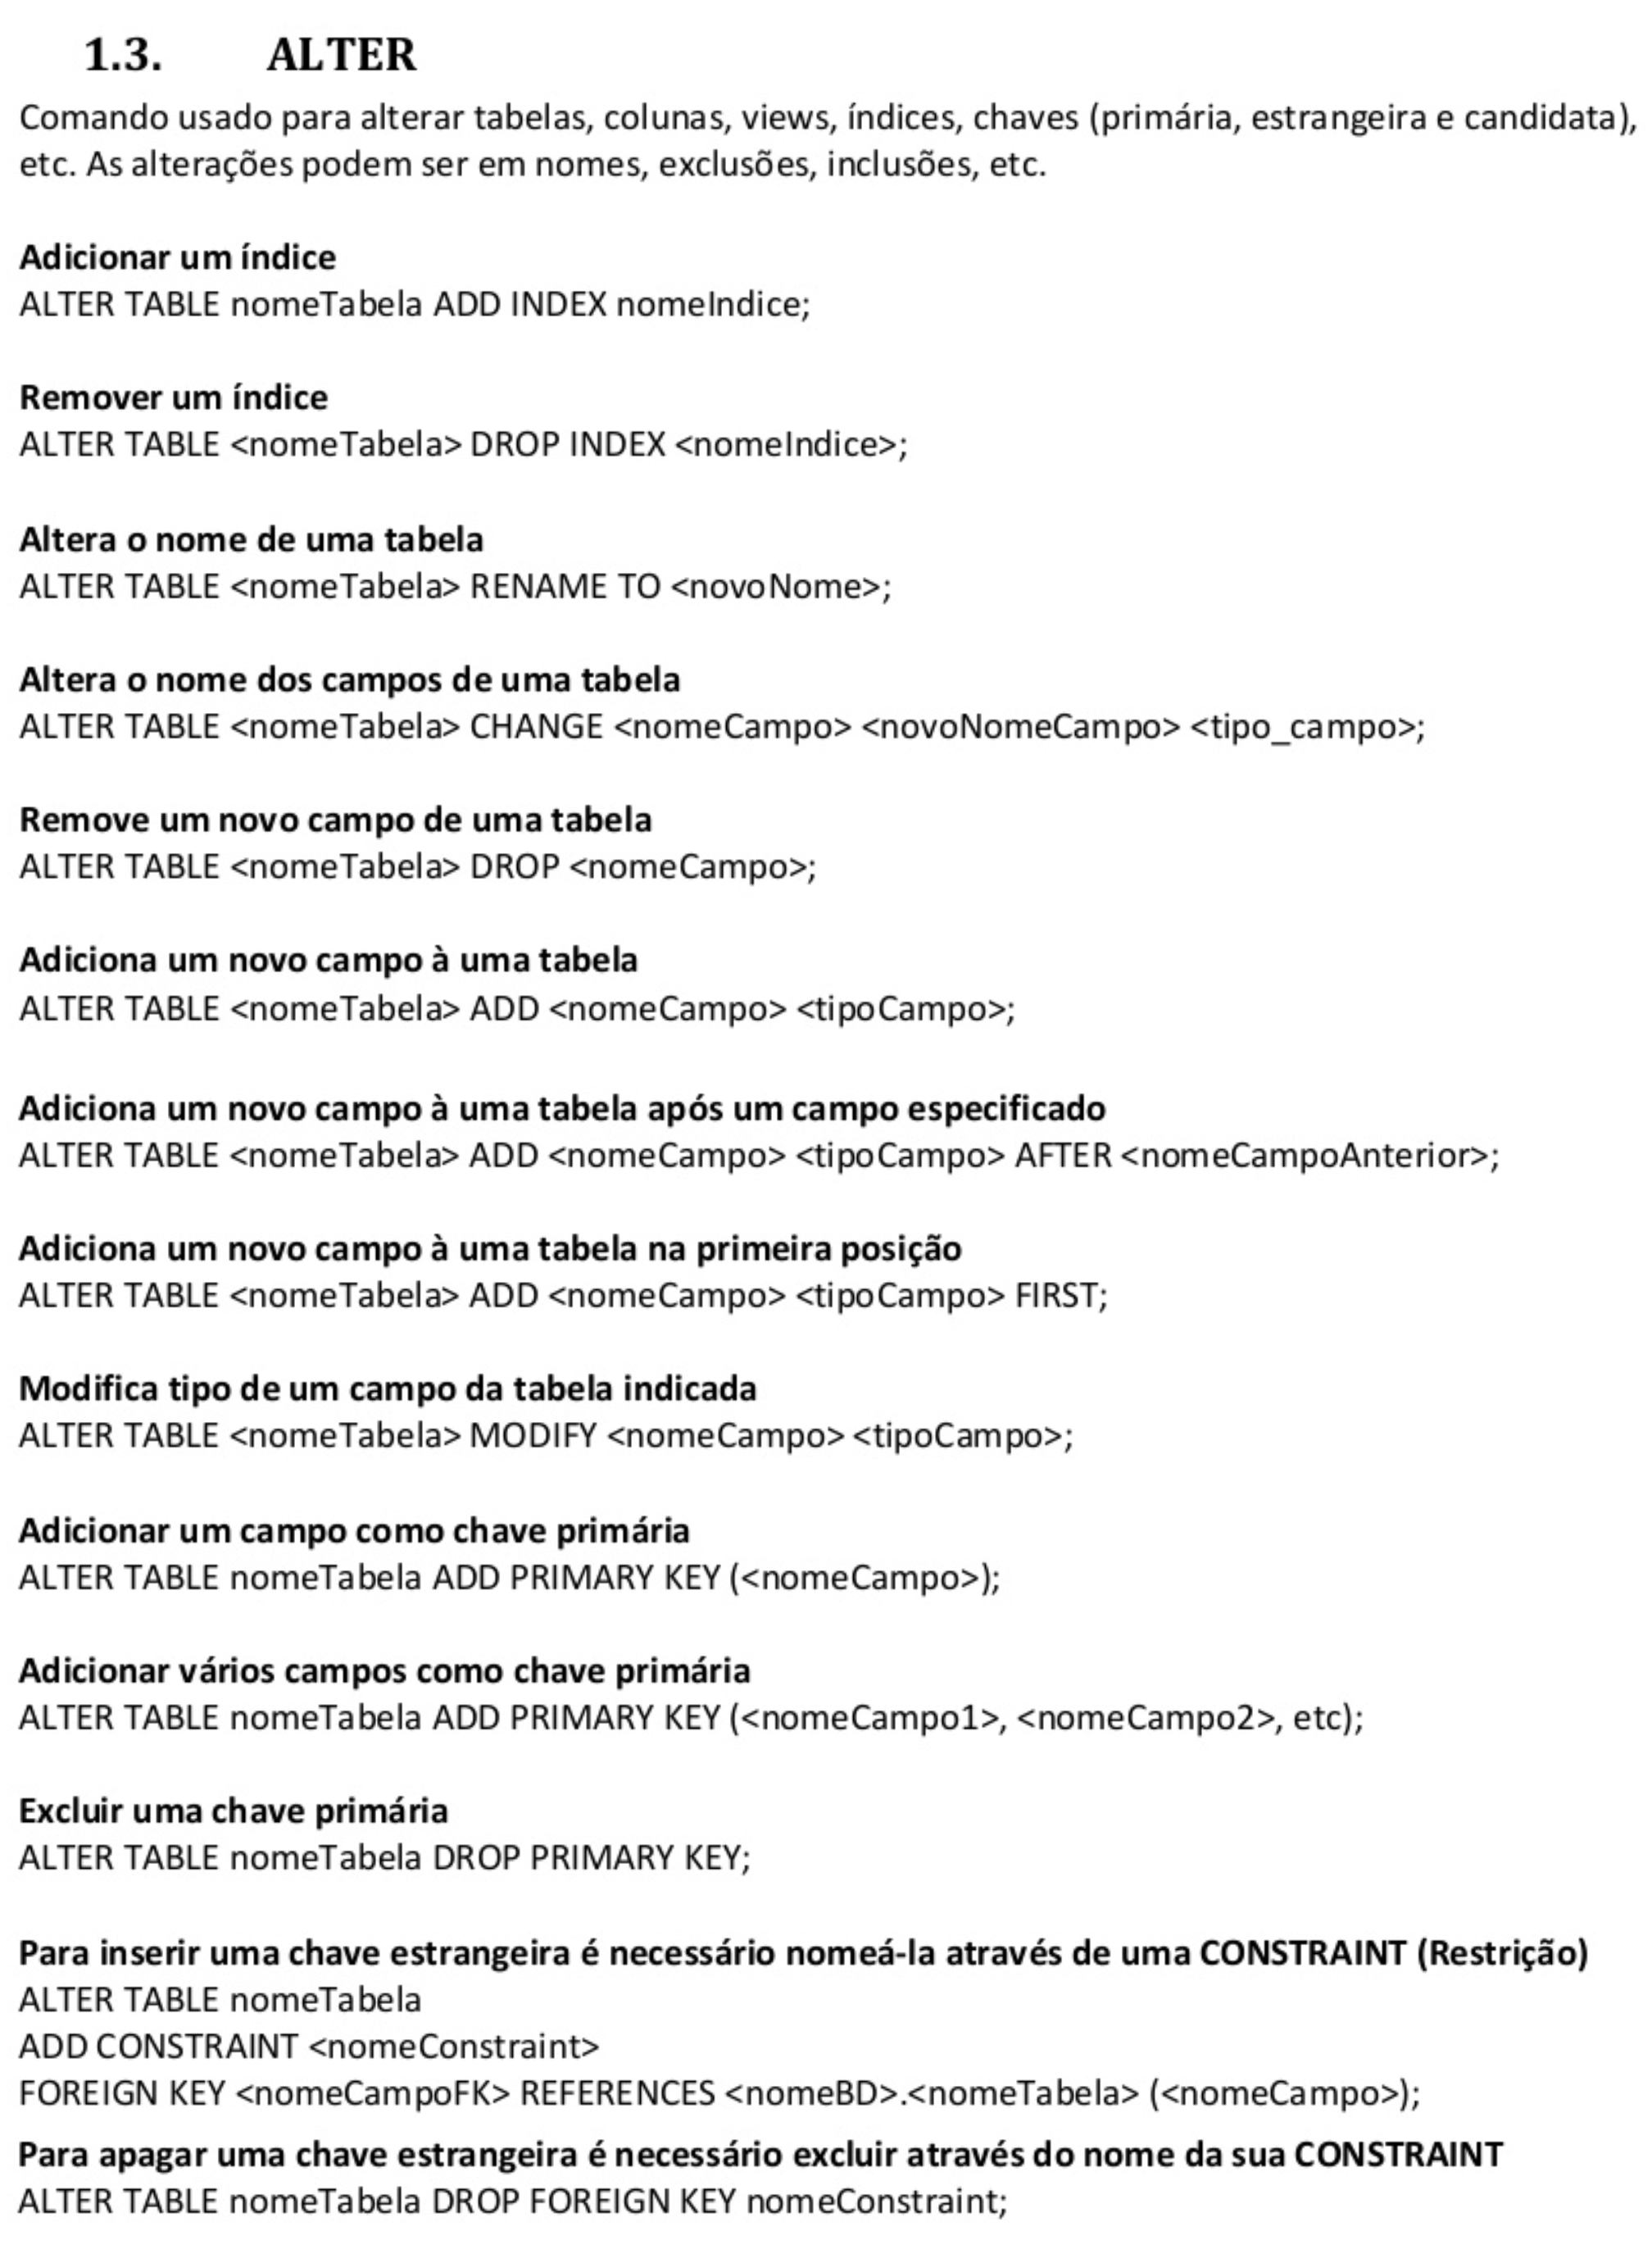 1.3. ALTER
Comando usado para alterar tabelas, colunas, views, índices, chaves (primária, estrangeira e candidata),
etc. As alterações podem ser em nomes, exclusões, inclusões, etc.
Adicionar um índice
ALTER TABLE nomeTabela ADD INDEX nomeIndice;
Remover um índice
ALTER TABLE <nomeTabela> DROP INDEX <nomeIndice>;
Altera o nome de uma tabela
ALTER TABLE <nomeTabela> RENAME TO <novoNome>;
Altera o nome dos campos de uma tabela
ALTER TABLE <nomeTabela> CHANGE <nomeCampo> <novoNomeCampo> <tipo_campo>;
Remove um novo campo de uma tabela
ALTER TABLE <nomeTabela> DROP <nomeCampo>;
Adiciona um novo campo à uma tabela
ALTER TABLE <nomeTabela> ADD <nomeCampo> <tipoCampo>;
Adiciona um novo campo à uma tabela após um campo especificado
ALTER TABLE <nomeTabela> ADD <nomeCampo> <tipoCampo> AFTER <nomeCampoAnterior>;
Adiciona um novo campo à uma tabela na primeira posição
ALTER TABLE <nomeTabela> ADD <nomeCampo> <tipoCampo> FIRST;
Modifica tipo de um campo da tabela indicada
ALTER TABLE <nomeTabela> MODIFY <nomeCampo> <tipoCampo>;
Adicionar um campo como chave primária
ALTER TABLE nomeTabela ADD PRIMARY KEY (<nomeCampo>);
Adicionar vários campos como chave primária
ALTER TABLE nomeTabela ADD PRIMARY KEY (<nomeCampo1>, <nomeCampo2>, etc);
Excluir uma chave primária
ALTER TABLE nomeTabela DROP PRIMARY KEY;
Para inserir uma chave estrangeira é necessário nomeá-la através de uma CONSTRAINT (Restrição)
ALTER TABLE nomeTabela
ADD CONSTRAINT <nomeConstraint>
FOREIGN KEY <nomeCampoFK> REFERENCES <nomeBD>.<nomeTabela> (<nomeCampo>);
Para apagar uma chave estrangeira é necessário excluir através do nome da sua CONSTRAINT
ALTER TABLE nomeTabela DROP FOREIGN KEY nomeConstraint;